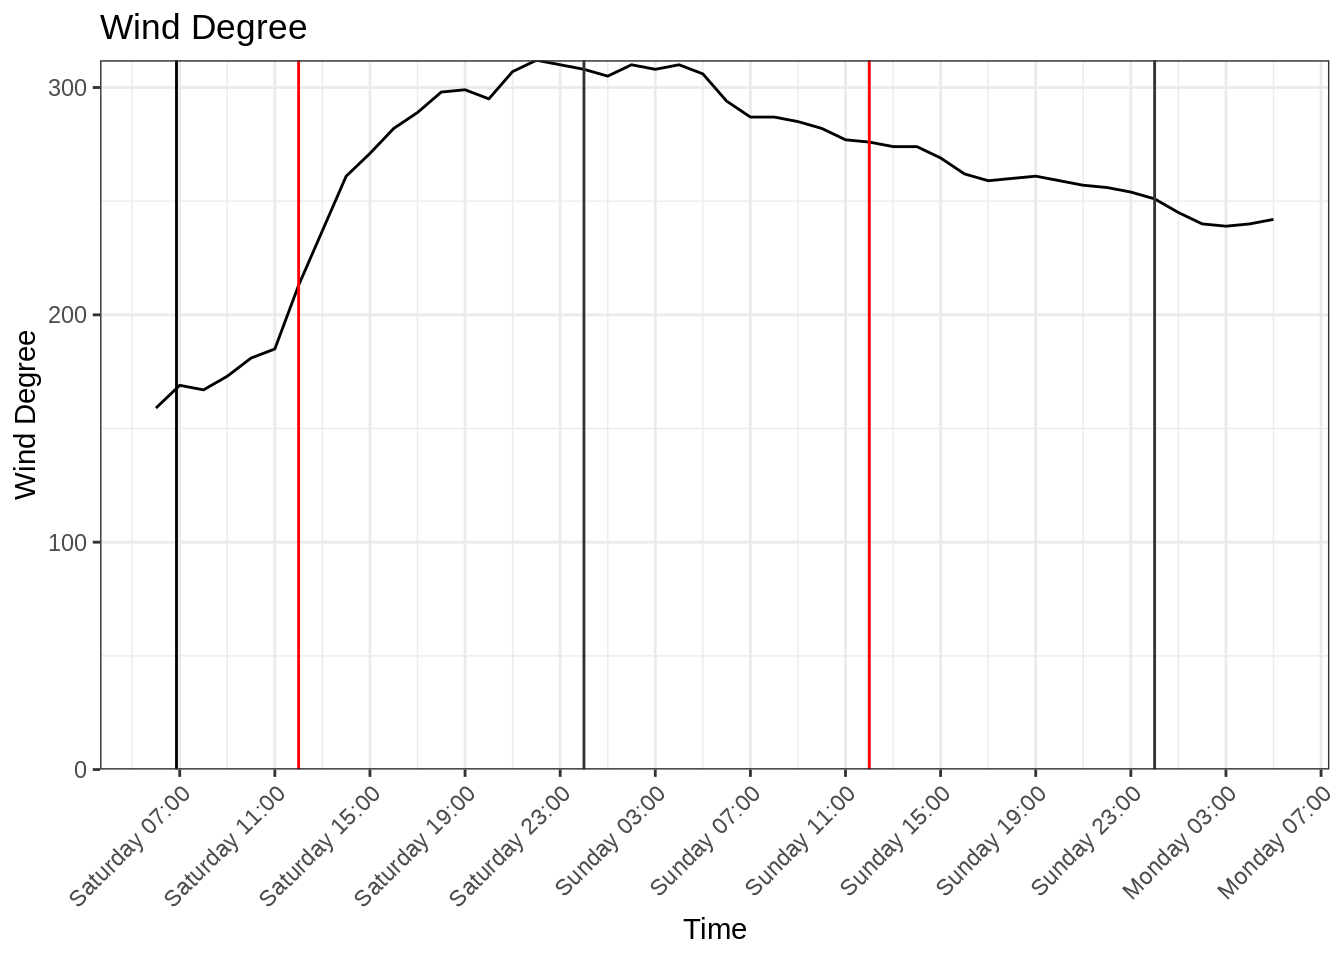 Wind Degree
Wind Degree
300
200
100
0
Saturday 07:00
Saturday 11:00
Saturday 15:00
Saturday 19:00
Saturday 23:00
Sunday 03:00
Sunday 07:00
Sunday 11:00
Sunday 15:00
Sunday 19:00
Sunday 23:00
Monday 03:00
Monday 07:00
Time